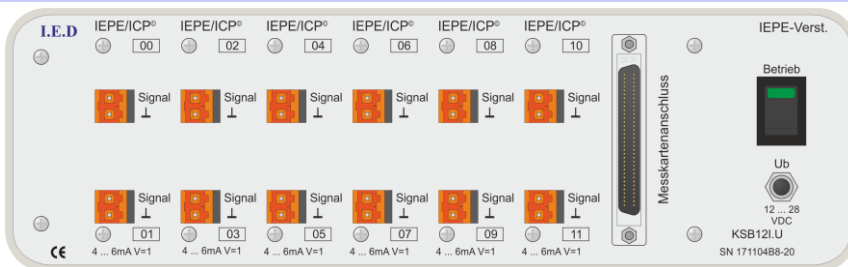 I.E.D
IEPE/ICP© IEPE/ICP© IEPE/ICP© IEPE/ICP© IEPE/ICP© IEPE/ICP©
00 02 04 06 08 10
IEPE-Verst.
Betrieb
Signal Signal Signal Signal Signal Signal
Messkartenanschluss
Ub
12 ... 28
VDC
Signal Signal Signal Signal Signal Signal
01 03 05 07 09 11
KSB12I.U
CE 4 ... 6mA V=1 4 ... 6mA V=1 4 ... 6mA V=1 4 ... 6mA V=1 4 ... 6mA V=1 4 ... 6mA V=1
SN 171104B8-20